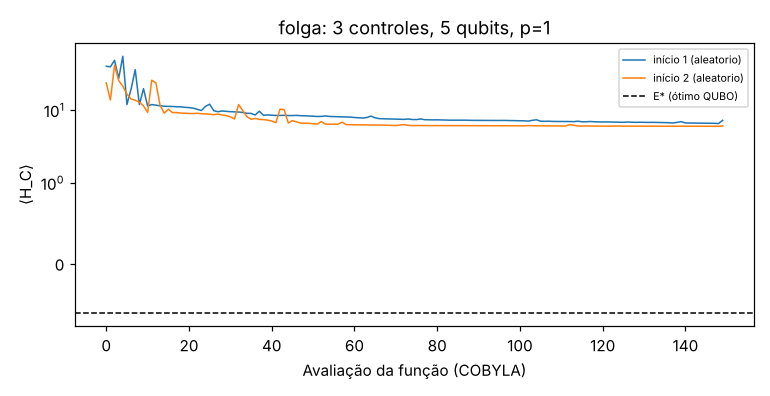 folga: 3 controles, 5 qubits, p=1
início 1 (aleatorio)
início 2 (aleatorio)
E* (ótimo QUBO)
10¹
10⁰
0
⟨H_C⟩
0 20 40 60 80 100 120 140
Avaliação da função (COBYLA)